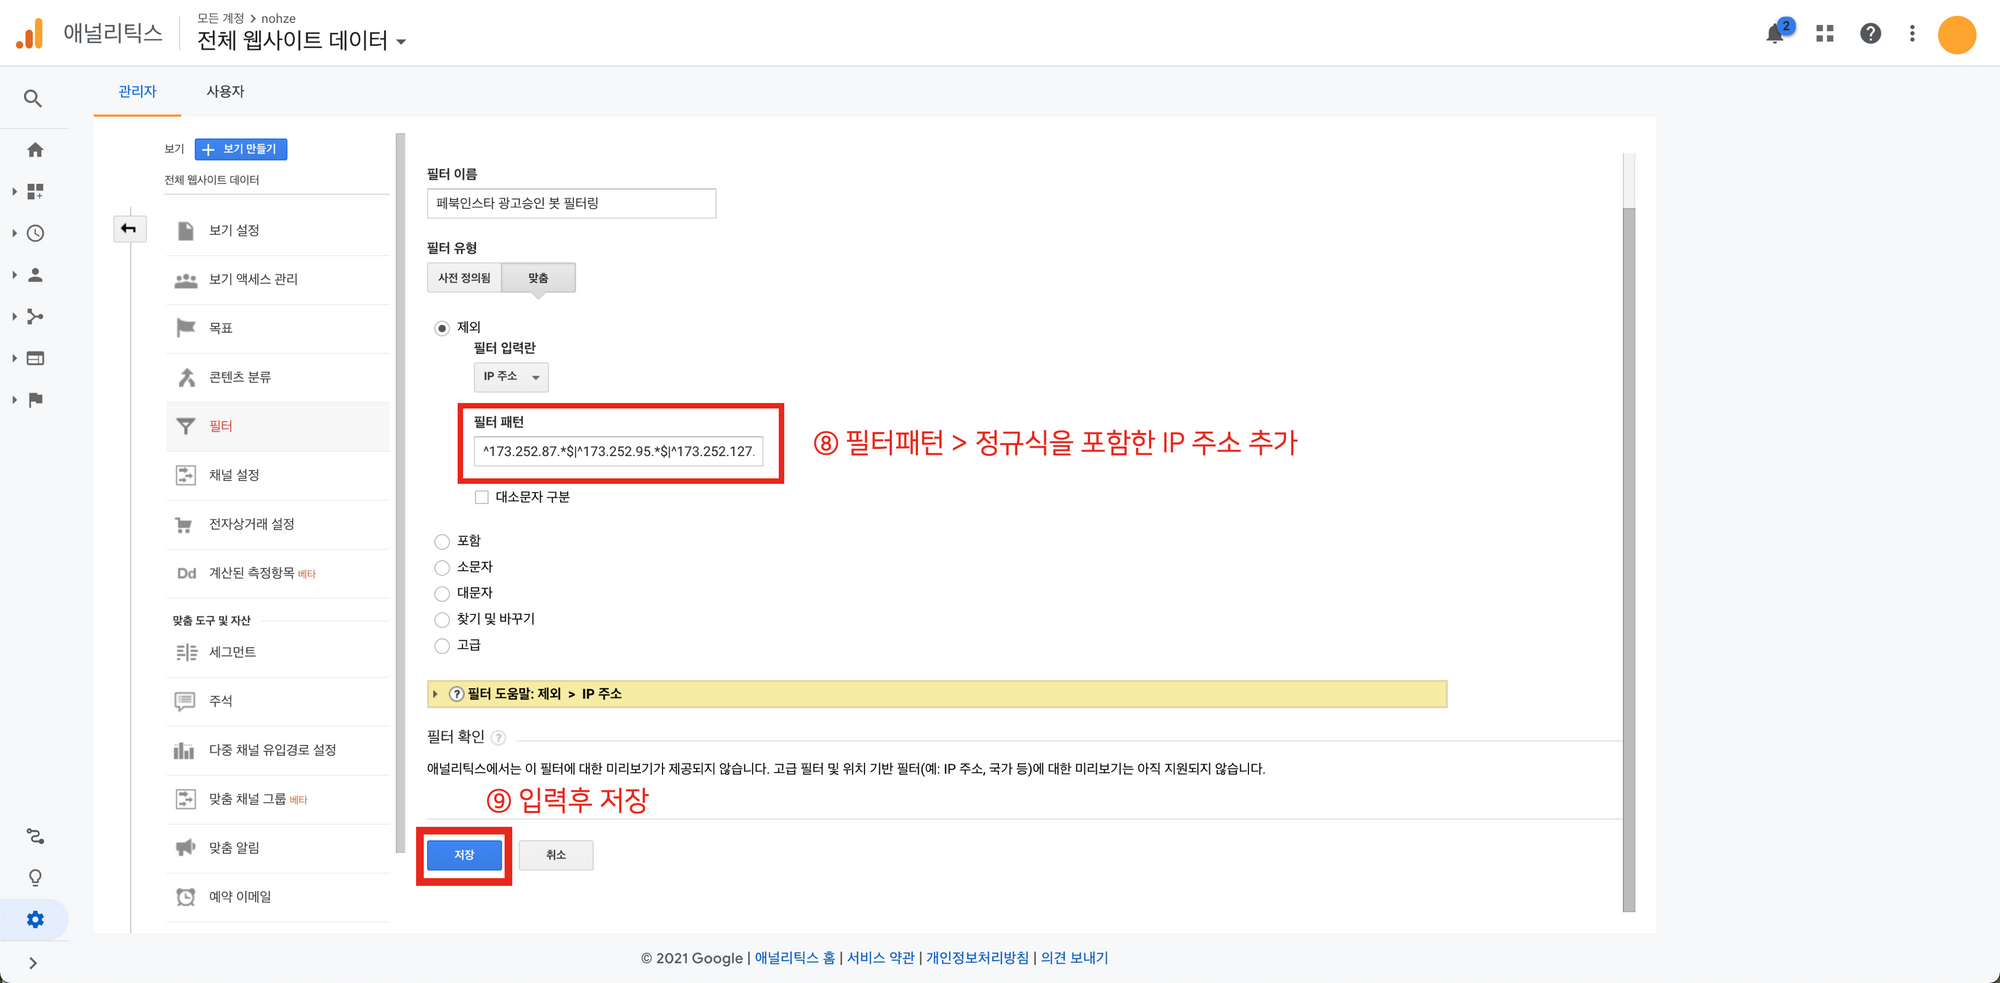 애널리틱스
모든 계정 > nohze
전체 웹사이트 데이터
2
관리자
사용자
보기
+ 보기 만들기
전체 웹사이트 데이터
보기 설정
보기 액세스 관리
목표
콘텐츠 분류
필터
채널 설정
전자상거래 설정
Dd 계산된 측정항목 베타
맞춤 도구 및 자산
세그먼트
주석
다중 채널 유입경로 설정
맞춤 채널 그룹 베타
맞춤 알림
예약 이메일
필터 이름
페북인스타 광고승인 봇 필터링
필터 유형
사전 정의됨
맞춤
제외
필터 입력란
IP 주소
필터 패턴
^173.252.87.*$|^173.252.95.*$|^173.252.127.
⑧ 필터패턴 > 정규식을 포함한 IP 주소 추가
대소문자 구분
포함
소문자
대문자
찾기 및 바꾸기
고급
? 필터 도움말: 제외 > IP 주소
필터 확인 ?
애널리틱스에서는 이 필터에 대한 미리보기가 제공되지 않습니다. 고급 필터 및 위치 기반 필터(예: IP 주소, 국가 등)에 대한 미리보기는 아직 지원되지 않습니다.
⑨ 입력후 저장
저장
취소
© 2021 Google | 애널리틱스 홈 | 서비스 약관 | 개인정보처리방침 | 의견 보내기